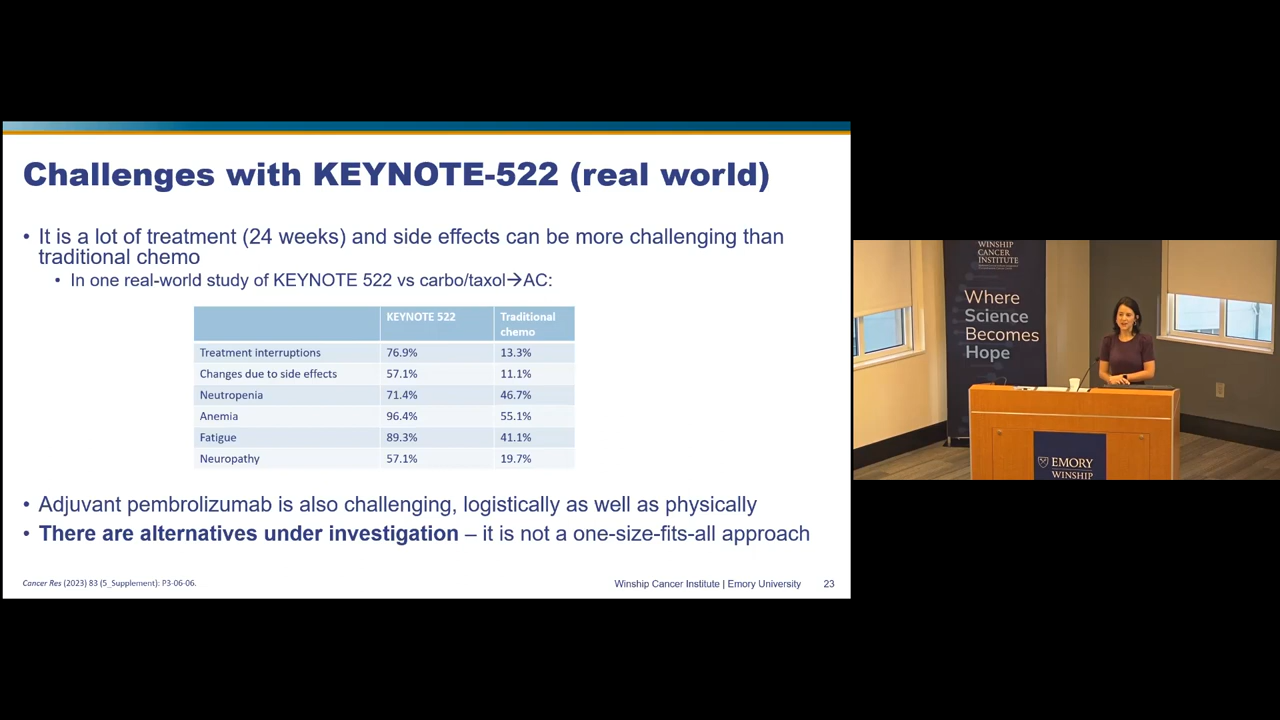 Challenges with KEYNOTE-522 (real world)
• It is a lot of treatment (24 weeks) and side effects can be more challenging than
traditional chemo
• In one real-world study of KEYNOTE 522 vs carbo/taxol→AC:
KEYNOTE 522 Traditional
chemo
Treatment interruptions 76.9% 13.3%
Changes due to side effects 57.1% 11.1%
Neutropenia 71.4% 46.7%
Anemia 96.4% 55.1%
Fatigue 89.3% 41.1%
Neuropathy 57.1% 19.7%
• Adjuvant pembrolizumab is also challenging, logistically as well as physically
• There are alternatives under investigation – it is not a one-size-fits-all approach
Cancer Res (2023) 83 (5_Supplement): P3-06-06.
Winship Cancer Institute | Emory University 23
WINSHIP
CANCER
INSTITUTE
Where
Science
Becomes
Hope
EMORY
WINSHIP